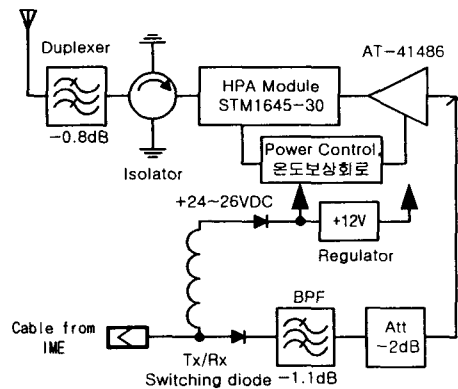 Duplexer
AT-41486
HPA Module
STM1645-30
-0.8dB
Isolator
Power Control
온도보상회로
+24~26VDC
+12V
Regulator
BPF
Cable from
IME
Att
-2dB
Tx/Rx
Switching diode
-1.1dB